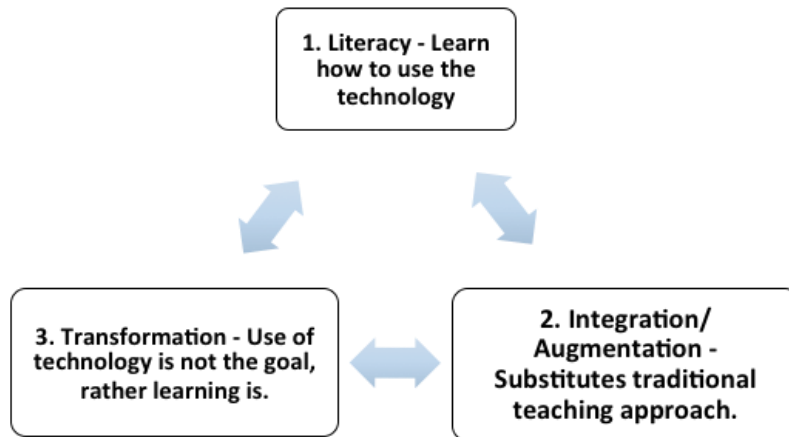 1. Literacy - Learn
how to use the
technology
3. Transformation - Use of
technology is not the goal,
rather learning is.
2. Integration/
Augmentation -
Substitutes traditional
teaching approach.